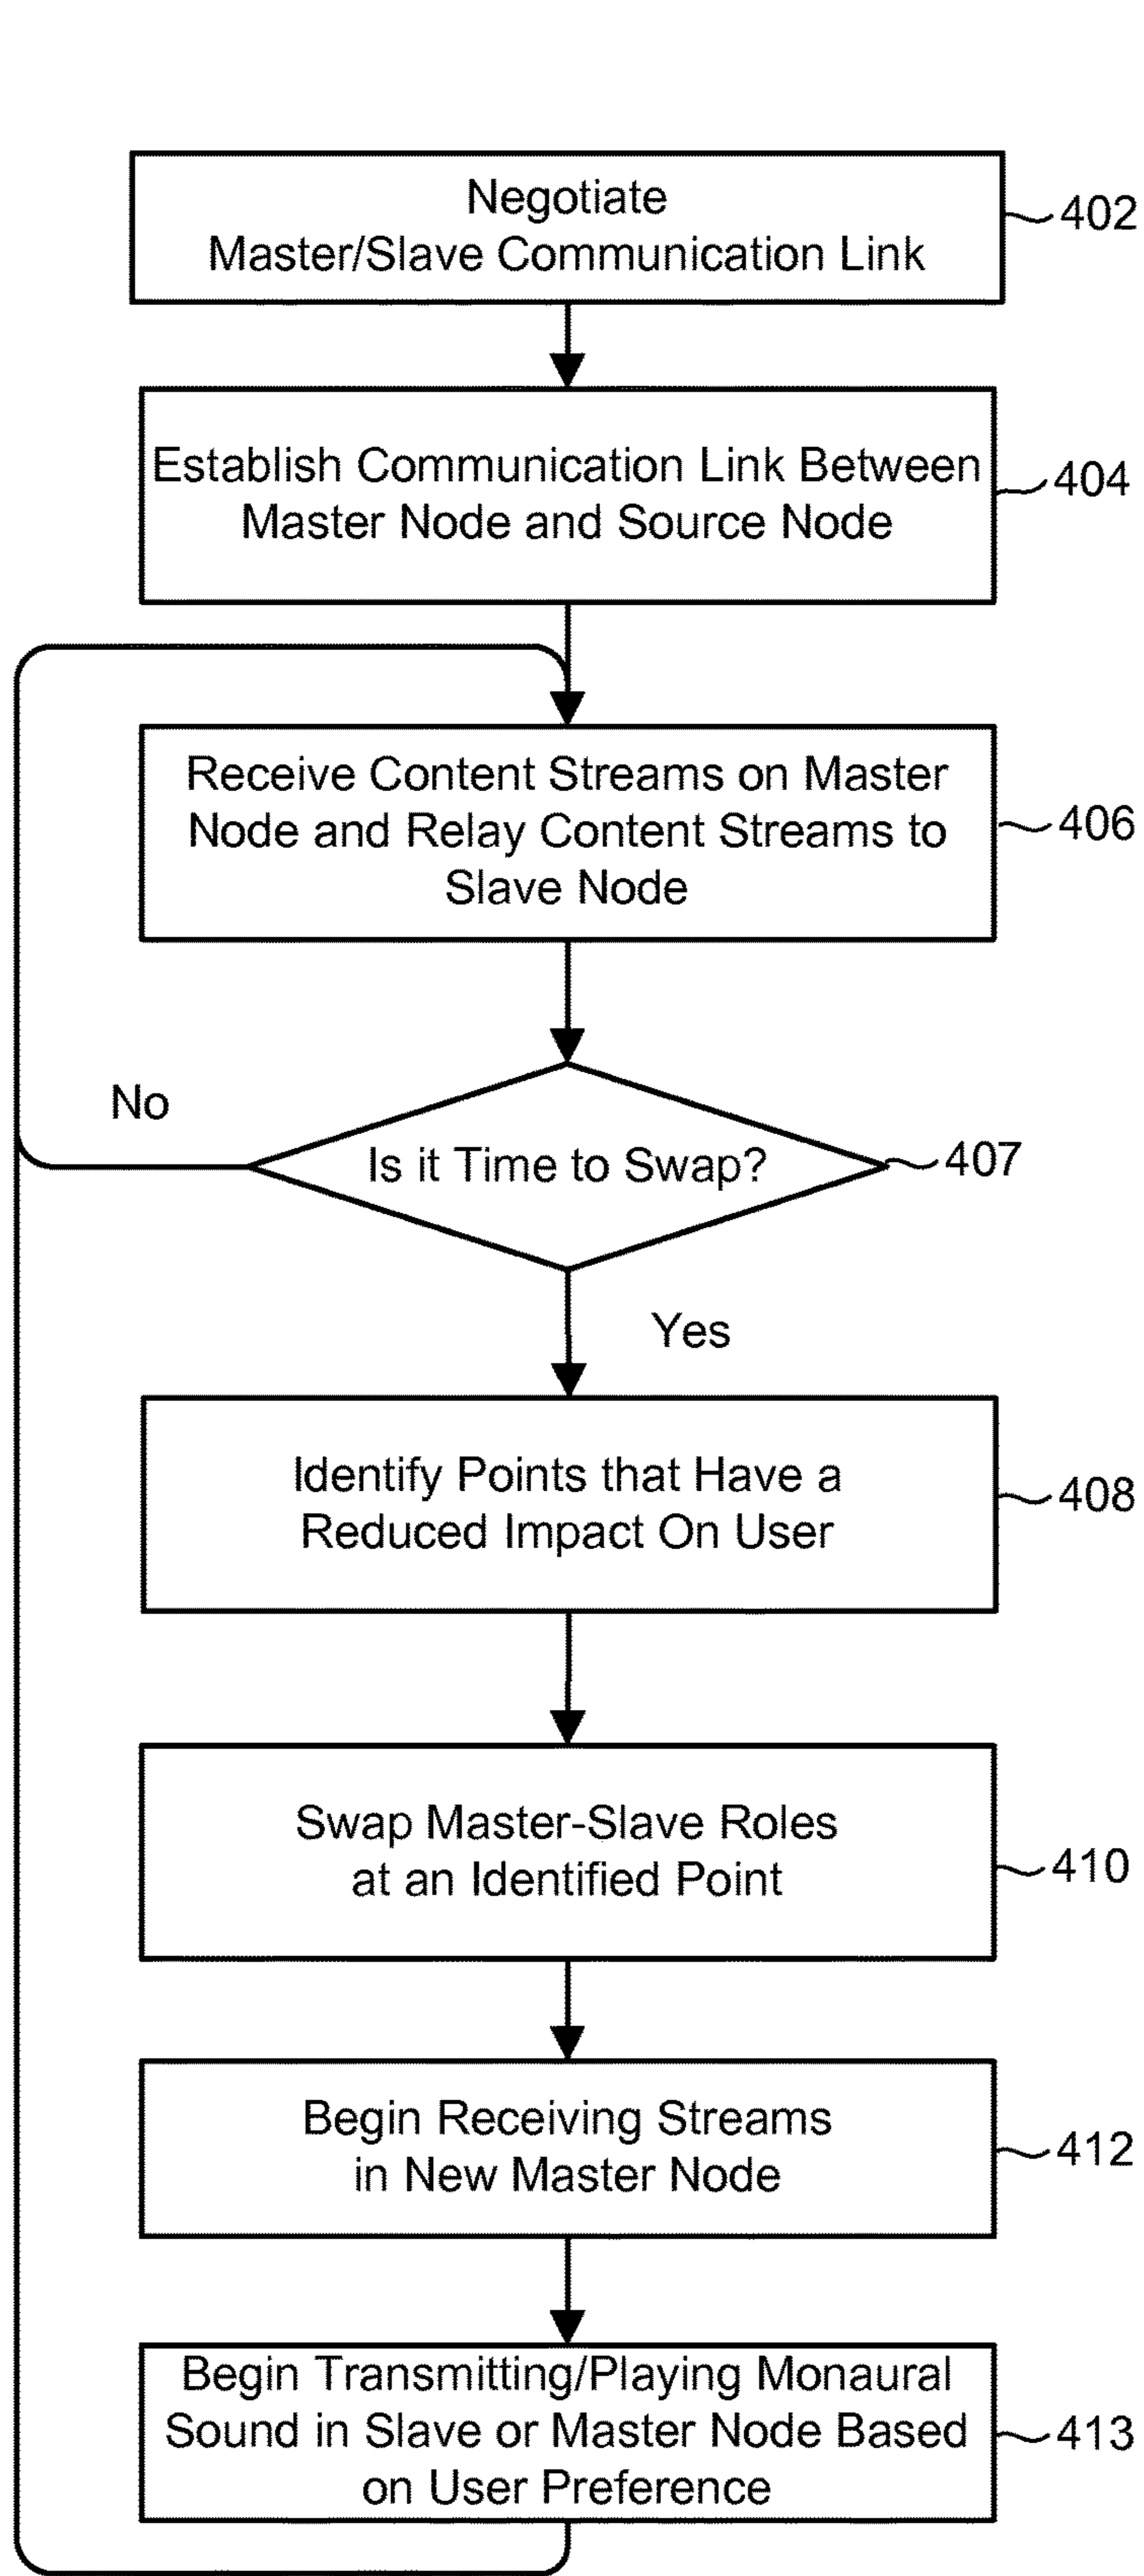 Negotiate
Master/Slave Communication Link
402
Establish Communication Link Between
Master Node and Source Node
404
Receive Content Streams on Master
Node and Relay Content Streams to
Slave Node
406
No
Is it Time to Swap?
407
Yes
Identify Points that Have a
Reduced Impact On User
408
Swap Master-Slave Roles
at an Identified Point
410
Begin Receiving Streams
in New Master Node
412
Begin Transmitting/Playing Monaural
Sound in Slave or Master Node Based
on User Preference
413